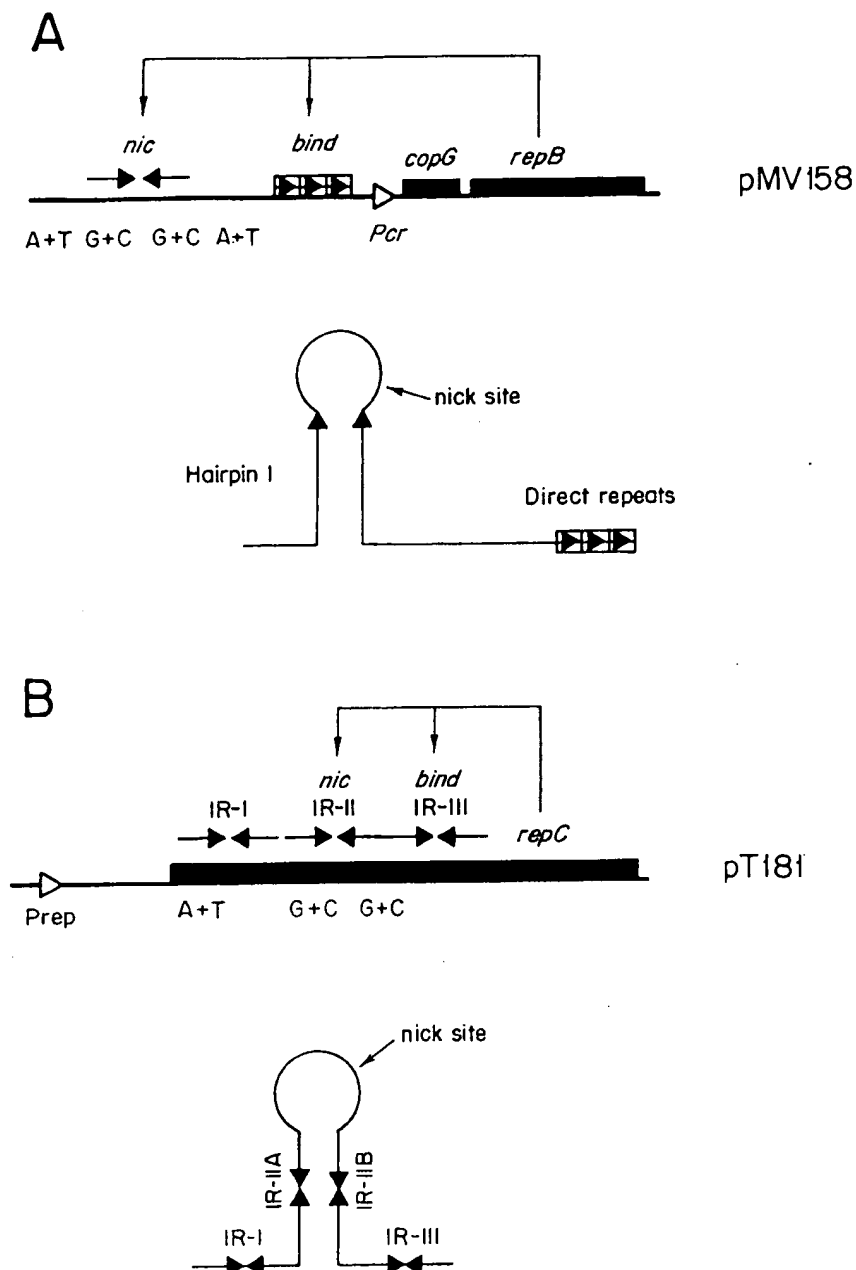 A
nic
bind
copG
repB
pMV158
A+T G+C G+C A+T
Pcr
nick site
Hairpin I
Direct repeats
B
nic
bind
IR-I
IR-II
IR-III
repC
pT181
Prep
A+T
G+C G+C
nick site
IR-IIA
IR-IIB
IR-I
IR-III